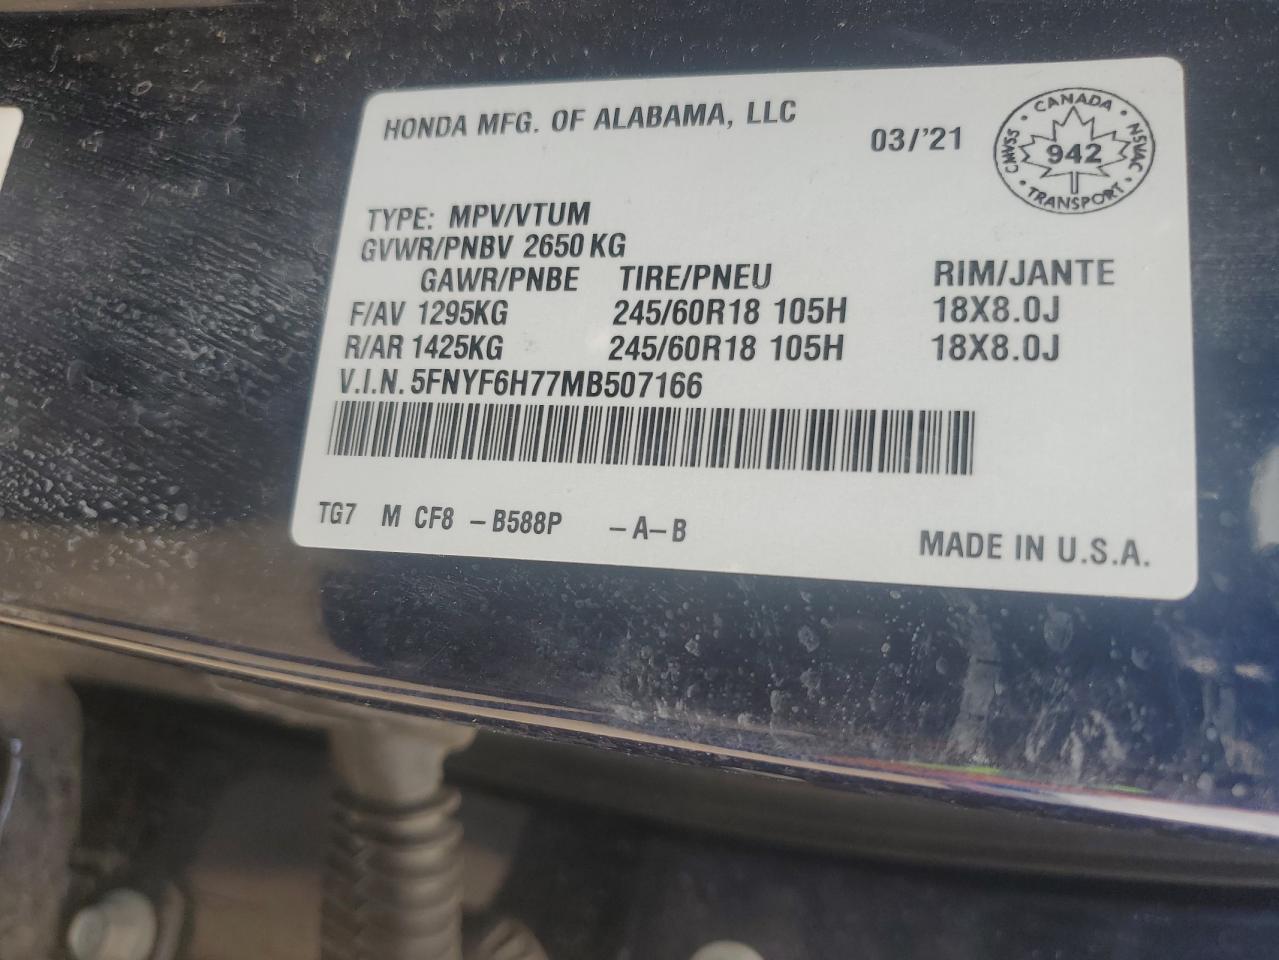 HONDA MFG. OF ALABAMA, LLC
03/'21
CANADA
CMVSS
942
NSVAC
TRANSPORT
TYPE: MPV/VTUM
GVWR/PNBV 2650 KG
GAWR/PNBE TIRE/PNEU RIM/JANTE
F/AV 1295KG 245/60R18 105H 18X8.0J
R/AR 1425KG 245/60R18 105H 18X8.0J
V.I.N. 5FNYF6H77MB507166
TG7 M CF8 -B588P -A-B
MADE IN U.S.A.